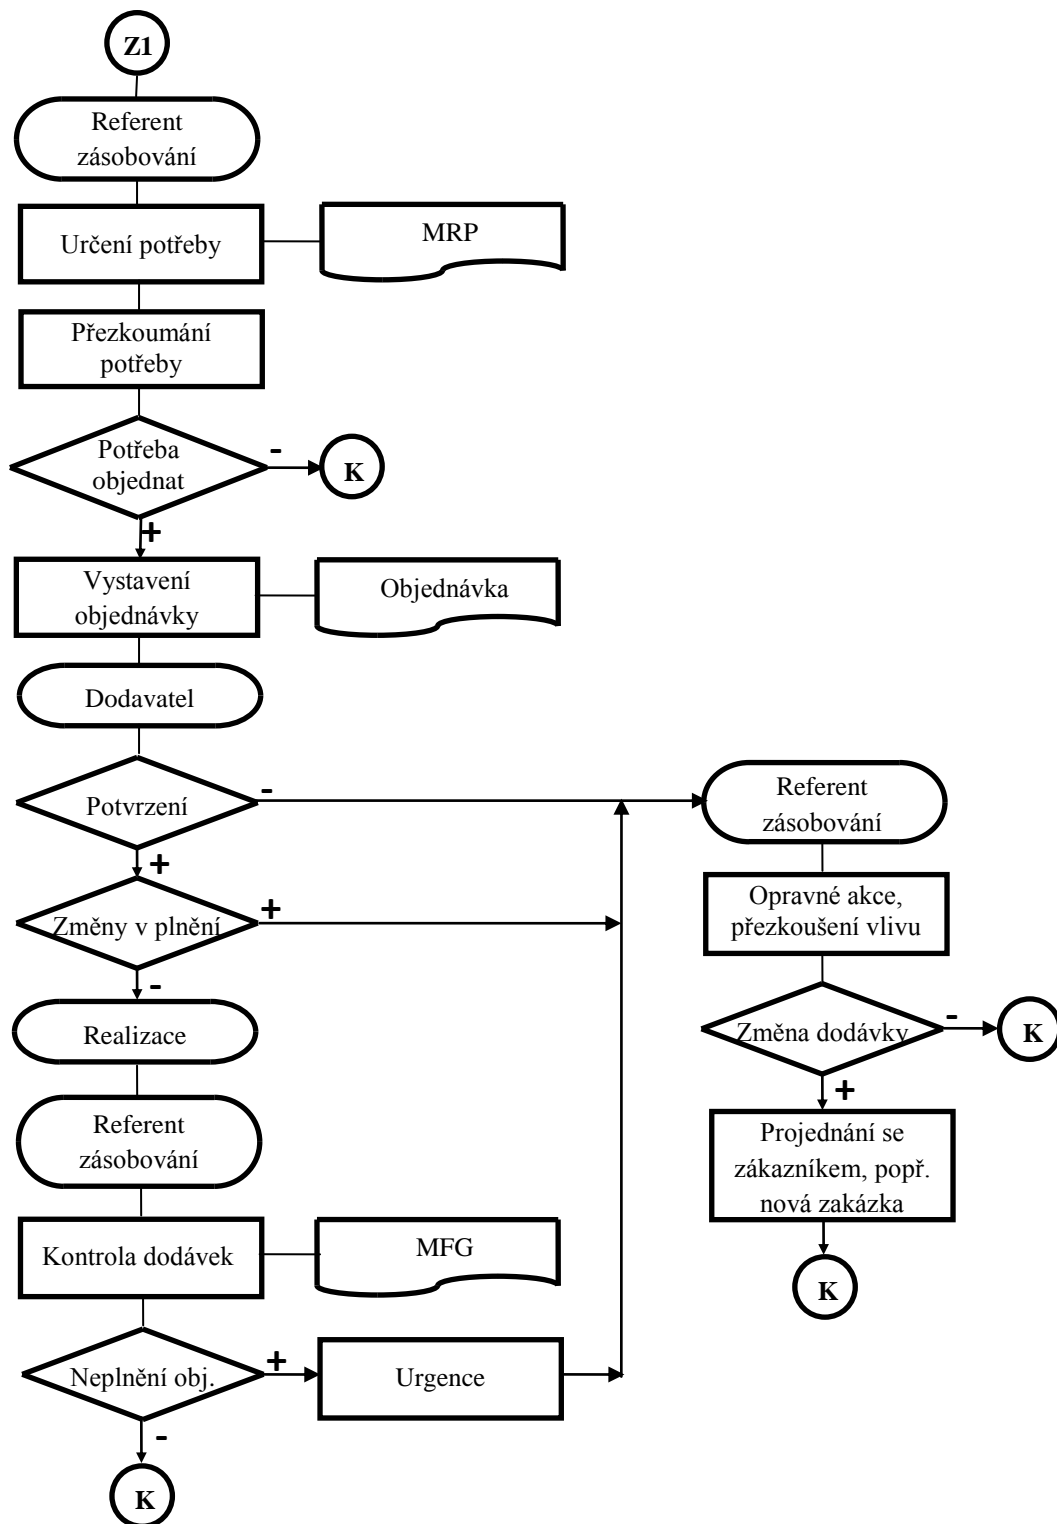 Z1
Referent
zásobování
Určení potřeby
MRP
Přezkoumání
potřeby
Potřeba
objednat
-
K
+
Vystavení
objednávky
Objednávka
Dodavatel
Potvrzení
-
+
Změny v plnění
+
-
Realizace
Referent
zásobování
Kontrola dodávek
MFG
Neplnění obj.
+
Urgence
-
K
Referent
zásobování
Opravné akce,
přezkoušení vlivu
Změna dodávky
-
K
+
Projednání se
zákazníkem, popř.
nová zakázka
K